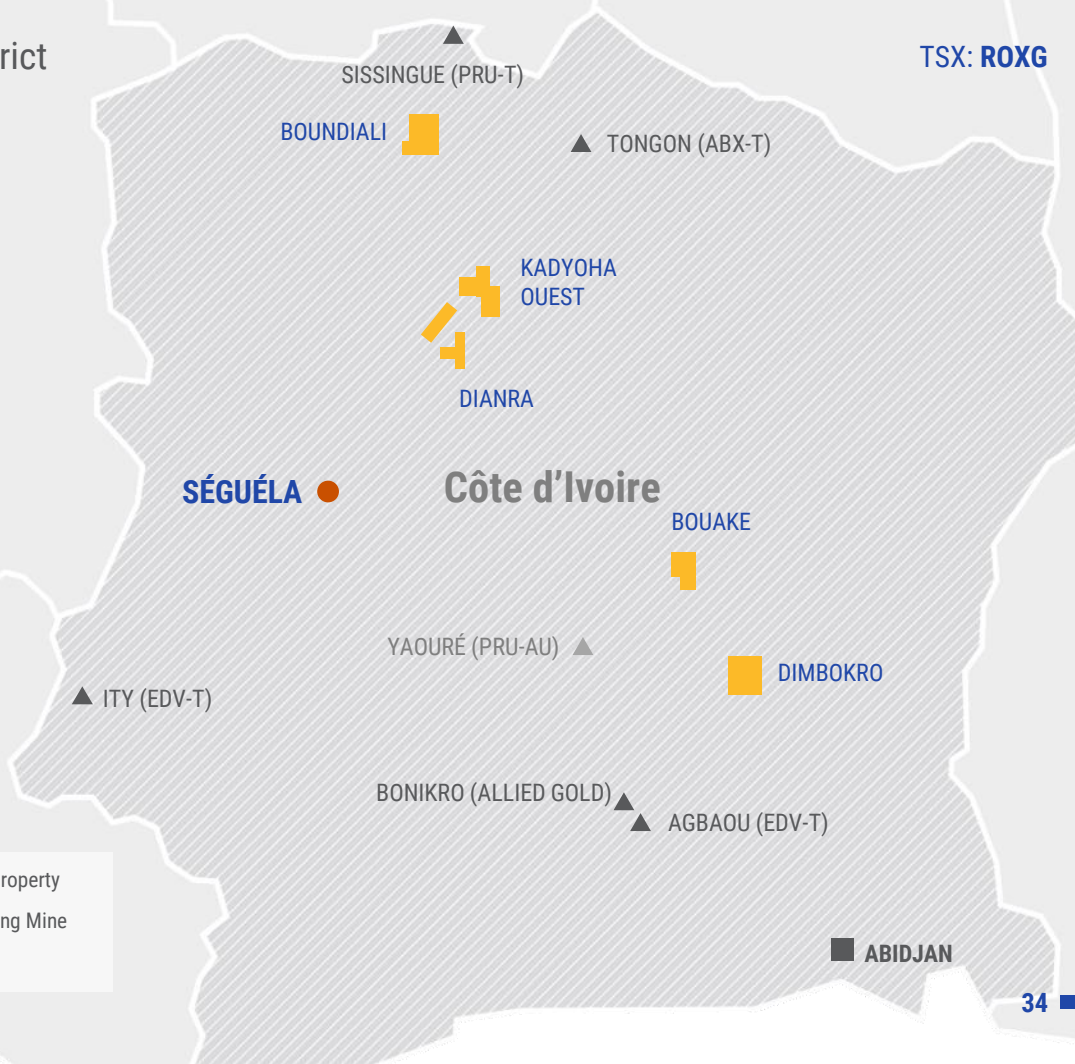 rict
TSX: ROXG
SISSINGUE (PRU-T)
BOUNDIALI
TONGON (ABX-T)
KADYOHA
OUEST
DIANRA
SÉGUÉLA
Côte d’Ivoire
BOUAKE
YAOURÉ (PRU-AU)
DIMBOKRO
ITY (EDV-T)
BONIKRO (ALLIED GOLD)
AGBAOU (EDV-T)
roperty
ng Mine
ABIDJAN
34